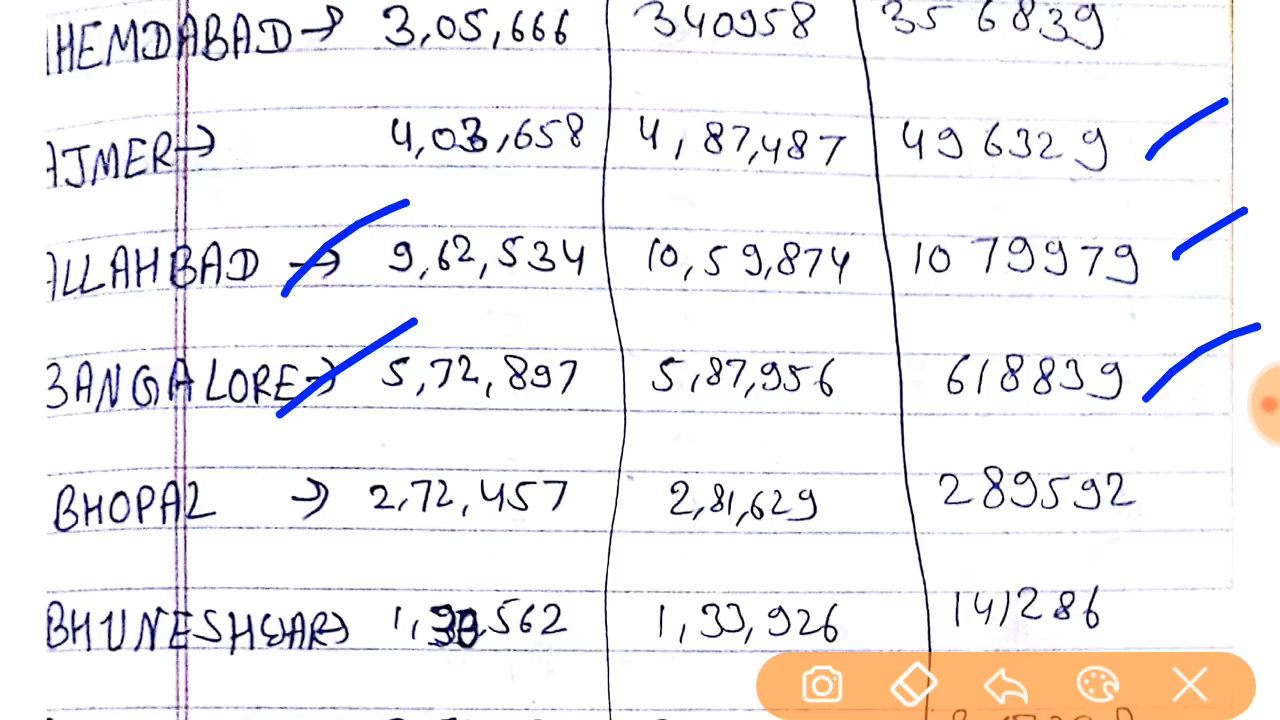 HEMDABAD → 3,05,666 340958 356839
AJMER → 4,03,658 4,87,487 496329
ALLAHBAD → 9,62,534 10,59,874 1079979
BANGALORE → 5,72,897 5,87,956 618839
BHOPAL → 2,72,457 2,81,629 289592
BHUNESHWAR → 1,30,562 1,33,926 141286